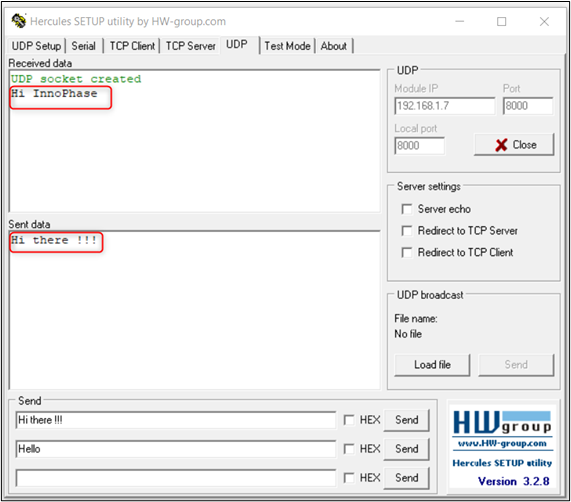 Hercules SETUP utility by HW-group.com
UDP Setup Serial TCP Client TCP Server UDP Test Mode About
Received data
UDP socket created
Hi InnoPhase
Sent data
Hi there !!!
UDP
Module IP Port
192.168.1.7 8000
Local port
8000 Close
Server settings
Server echo
Redirect to TCP Server
Redirect to TCP Client
UDP broadcast
File name:
No file
Load file Send
Send
Hi there !!! HEX Send
Hello HEX Send
HEX Send
HW group
www.HW-group.com
Hercules SETUP utility
Version 3.2.8